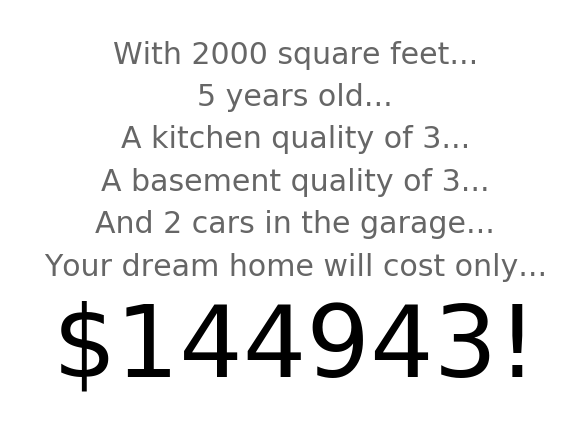 With 2000 square feet...
5 years old...
A kitchen quality of 3...
A basement quality of 3...
And 2 cars in the garage...
Your dream home will cost only...
$144943!